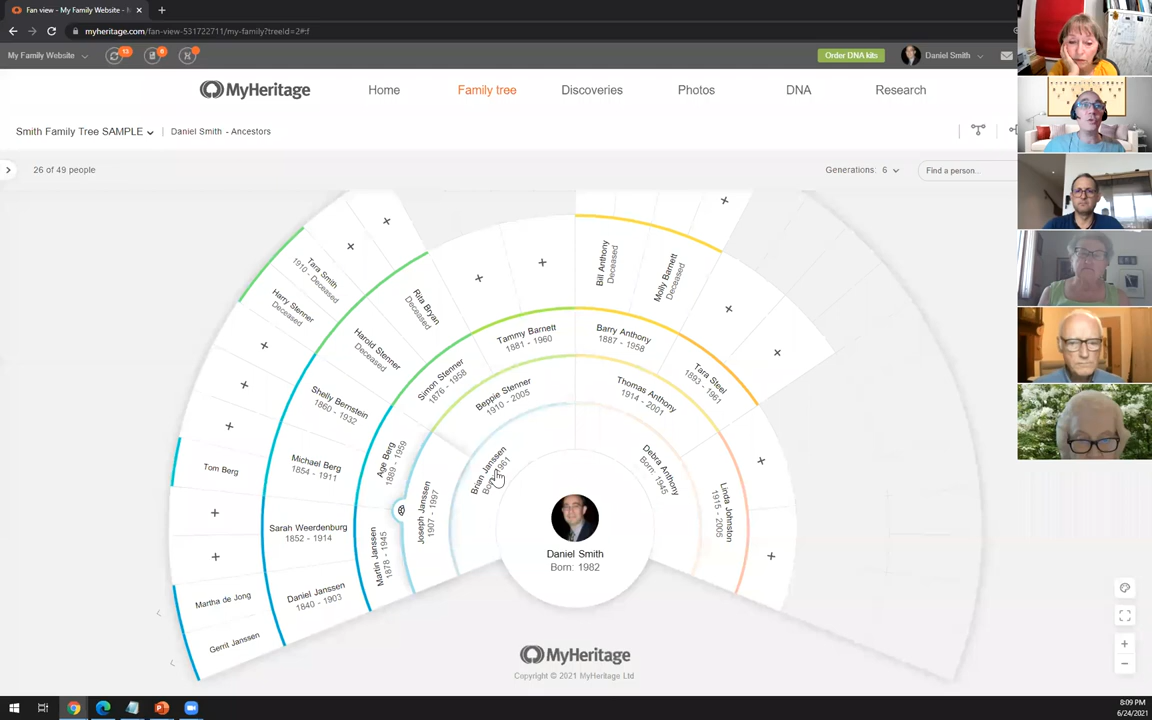 Fan view - My Family Website -
myheritage.com/fan-view-531722711/my-family?treeId=2#:f
My Family Website
13
6
Order DNA kits
Daniel Smith
MyHeritage
Home
Family tree
Discoveries
Photos
DNA
Research
Smith Family Tree SAMPLE
Daniel Smith - Ancestors
26 of 49 people
Generations: 6
Find a person..
Tara Smith
1910 - Deceased
Harry Stenner
Deceased
Rita Bryan
Deceased
Harold Stenner
Deceased
Bill Anthony
Deceased
Molly Barnett
Deceased
Simon Stenner
1876 - 1958
Tammy Barnett
1881 - 1960
Barry Anthony
1887 - 1958
Tara Steel
1893 - 1961
Shelly Bernstein
1860 - 1932
Beppie Stenner
1910 - 2005
Thomas Anthony
1914 - 2001
Tom Berg
Michael Berg
1854 - 1911
Age Berg
1889 - 1959
Brian Janssen
Debra Anthony
Born: 1945
Joseph Janssen
1907 - 1997
Linda Johnston
1915 - 2005
Sarah Weerdenburg
1852 - 1914
Martin Janssen
1878 - 1945
Daniel Smith
Born: 1982
Martha de Jong
Daniel Janssen
1840 - 1903
Gerrit Janssen
MyHeritage
Copyright © 2021 MyHeritage Ltd
8:09 PM
6/24/2021